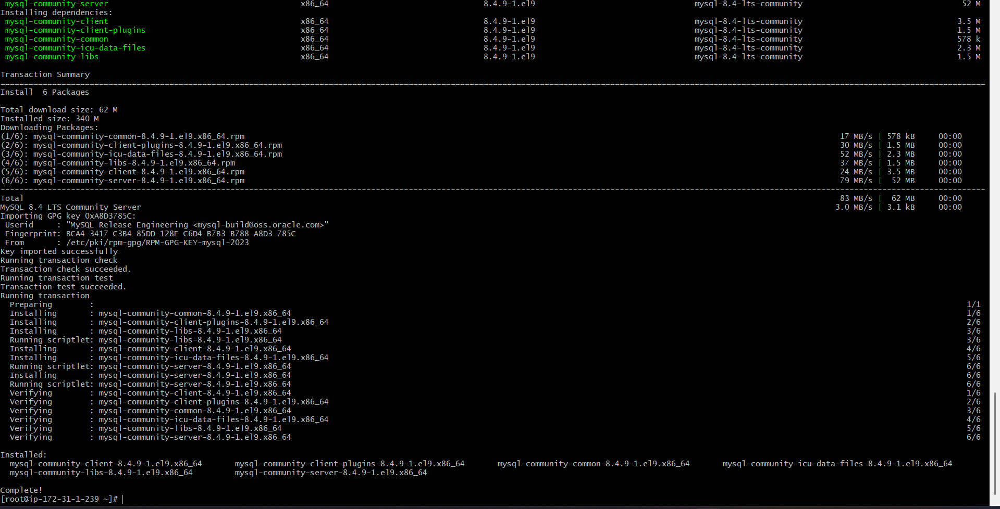 mysql-community-server x86_64 8.4.9-1.el9 mysql-8.4-lts-community 52 M
Installing dependencies:
mysql-community-client x86_64 8.4.9-1.el9 mysql-8.4-lts-community 3.5 M
mysql-community-client-plugins x86_64 8.4.9-1.el9 mysql-8.4-lts-community 1.5 M
mysql-community-common x86_64 8.4.9-1.el9 mysql-8.4-lts-community 578 k
mysql-community-icu-data-files x86_64 8.4.9-1.el9 mysql-8.4-lts-community 2.3 M
mysql-community-libs x86_64 8.4.9-1.el9 mysql-8.4-lts-community 1.5 M
Transaction Summary
Install 6 Packages
Total download size: 62 M
Installed size: 340 M
Downloading Packages:
(1/6): mysql-community-common-8.4.9-1.el9.x86_64.rpm 17 MB/s | 578 kB 00:00
(2/6): mysql-community-client-plugins-8.4.9-1.el9.x86_64.rpm 30 MB/s | 1.5 MB 00:00
(3/6): mysql-community-icu-data-files-8.4.9-1.el9.x86_64.rpm 52 MB/s | 2.3 MB 00:00
(4/6): mysql-community-libs-8.4.9-1.el9.x86_64.rpm 37 MB/s | 1.5 MB 00:00
(5/6): mysql-community-client-8.4.9-1.el9.x86_64.rpm 24 MB/s | 3.5 MB 00:00
(6/6): mysql-community-server-8.4.9-1.el9.x86_64.rpm 79 MB/s | 52 MB 00:00
Total 83 MB/s | 62 MB 00:00
MySQL 8.4 LTS Community Server 3.0 MB/s | 3.1 kB 00:00
Importing GPG key 0xA8D3785C:
Userid : "MySQL Release Engineering <mysql-build@oss.oracle.com>"
Fingerprint: BCA4 3417 C3B4 85DD 128E C6D4 B7B3 B788 A8D3 785C
From : /etc/pki/rpm-gpg/RPM-GPG-KEY-mysql-2023
Key imported successfully
Running transaction check
Transaction check succeeded.
Running transaction test
Transaction test succeeded.
Running transaction
Preparing : 1/1
Installing : mysql-community-common-8.4.9-1.el9.x86_64 1/6
Installing : mysql-community-client-plugins-8.4.9-1.el9.x86_64 2/6
Installing : mysql-community-libs-8.4.9-1.el9.x86_64 3/6
Running scriptlet: mysql-community-libs-8.4.9-1.el9.x86_64 3/6
Installing : mysql-community-client-8.4.9-1.el9.x86_64 4/6
Installing : mysql-community-icu-data-files-8.4.9-1.el9.x86_64 5/6
Running scriptlet: mysql-community-server-8.4.9-1.el9.x86_64 6/6
Installing : mysql-community-server-8.4.9-1.el9.x86_64 6/6
Running scriptlet: mysql-community-server-8.4.9-1.el9.x86_64 6/6
Verifying : mysql-community-client-8.4.9-1.el9.x86_64 1/6
Verifying : mysql-community-client-plugins-8.4.9-1.el9.x86_64 2/6
Verifying : mysql-community-common-8.4.9-1.el9.x86_64 3/6
Verifying : mysql-community-icu-data-files-8.4.9-1.el9.x86_64 4/6
Verifying : mysql-community-libs-8.4.9-1.el9.x86_64 5/6
Verifying : mysql-community-server-8.4.9-1.el9.x86_64 6/6
Installed:
mysql-community-client-8.4.9-1.el9.x86_64 mysql-community-client-plugins-8.4.9-1.el9.x86_64 mysql-community-common-8.4.9-1.el9.x86_64 mysql-community-icu-data-files-8.4.9-1.el9.x86_64
mysql-community-libs-8.4.9-1.el9.x86_64 mysql-community-server-8.4.9-1.el9.x86_64
Complete!
[root@ip-172-31-1-239 ~]#